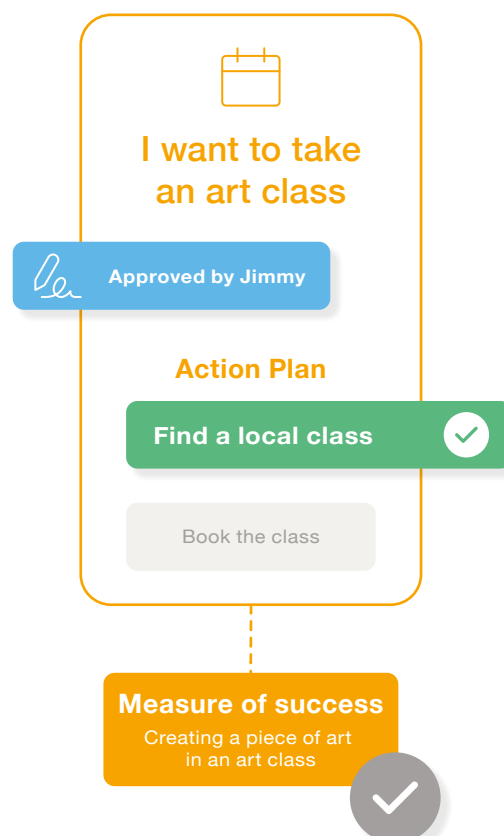 I want to take
an art class
Approved by Jimmy
Action Plan
Find a local class
Book the class
Measure of success
Creating a piece of art
in an art class